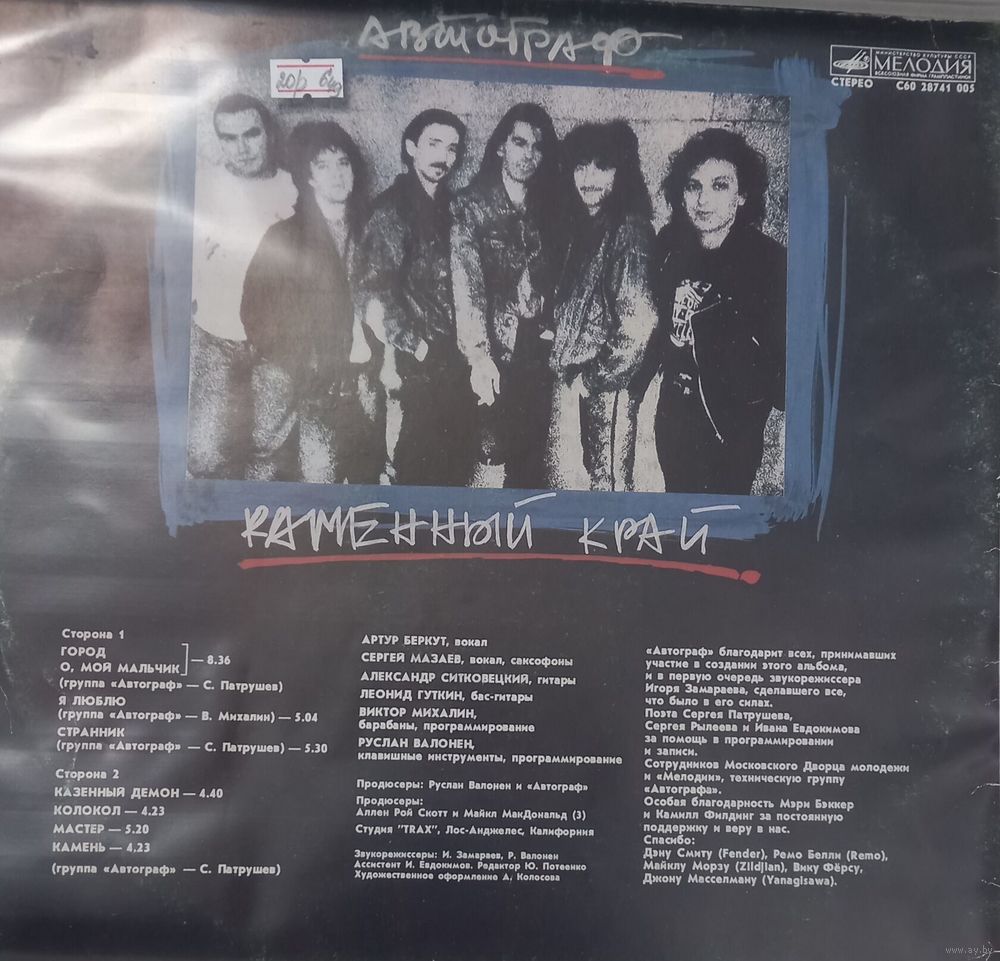 Автограф
20р 
МИНИСТЕРСТВО КУЛЬТУРЫ СССР
МЕЛОДИЯ
ВСЕСОЮЗНАЯ ФИРМА ГРАМПЛАСТИНОК
СТЕРЕО С60 28741 005
КАМЕННЫЙ КРАЙ
Сторона 1
ГОРОД
О, МОЙ МАЛЬЧИК — 8.36
(группа «Автограф» — С. Патрушев)
Я ЛЮБЛЮ
(группа «Автограф» — В. Михалин) — 5.04
СТРАННИК
(группа «Автограф» — С. Патрушев) — 5.30
Сторона 2
КАЗЕННЫЙ ДЕМОН — 4.40
КОЛОКОЛ — 4.23
МАСТЕР — 5.20
КАМЕНЬ — 4.23
(группа «Автограф» — С. Патрушев)
АРТУР БЕРКУТ, вокал
СЕРГЕЙ МАЗАЕВ, вокал, саксофоны
АЛЕКСАНДР СИТКОВЕЦКИЙ, гитары
ЛЕОНИД ГУТКИН, бас-гитары
ВИКТОР МИХАЛИН,
барабаны, программирование
РУСЛАН ВАЛОНЕН,
клавишные инструменты, программирование
Продюсеры: Руслан Валонен и «Автограф»
Продюсеры:
Аллен Рой Скотт и Майкл МакДональд (3)
Студия "TRAX", Лос-Анджелес, Калифорния
Звукорежиссеры: И. Замараев, Р. Валонен
Ассистент И. Евдокимов. Редактор Ю. Потеенко
Художественное оформление А. Колосова
«Автограф» благодарит всех, принимавших
участие в создании этого альбома,
и в первую очередь звукорежиссера
Игоря Замараева, сделавшего все,
что было в его силах.
Поэта Сергея Патрушева,
Сергея Рылеева и Ивана Евдокимова
за помощь в программировании
и записи.
Сотрудников Московского Дворца молодежи
и «Мелодии», техническую группу
«Автографа».
Особая благодарность Мэри Бэккер
и Камилл Филдинг за постоянную
поддержку и веру в нас.
Спасибо:
Дэну Смиту (Fender), Ремо Белли (Remo),
Майклу Морзу (Zildjian), Вику Фёрсу,
Джону Массел­ману (Yanagisawa).
www.ay.by